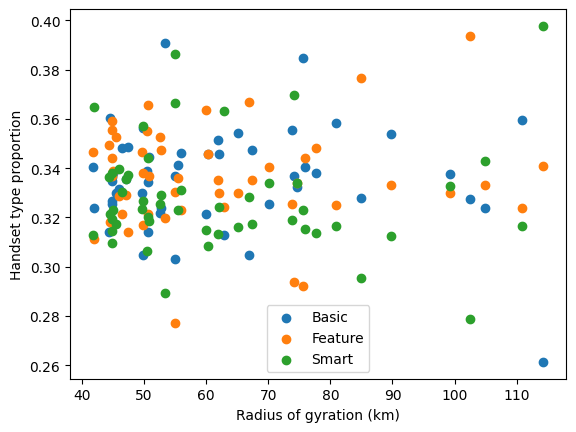 0.40
0.38
0.36
0.34
0.32
0.30
0.28
0.26
Handset type proportion
Basic
Feature
Smart
40 50 60 70 80 90 100 110
Radius of gyration (km)